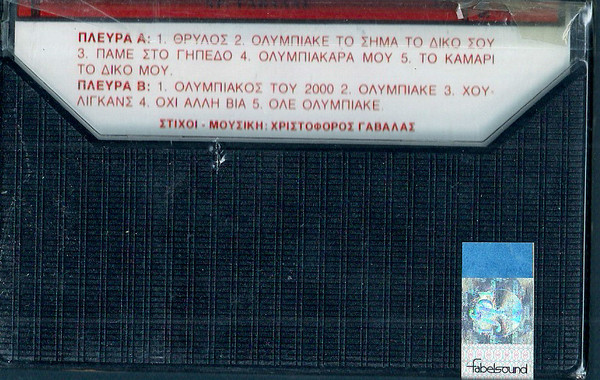 ΠΛΕΥΡΑ Α: 1. ΘΡΥΛΟΣ 2. ΟΛΥΜΠΙΑΚΕ ΤΟ ΣΗΜΑ ΤΟ ΔΙΚΟ ΣΟΥ
3. ΠΑΜΕ ΣΤΟ ΓΗΠΕΔΟ 4. ΟΛΥΜΠΙΑΚΑΡΑ ΜΟΥ 5. ΤΟ ΚΑΜΑΡΙ
ΤΟ ΔΙΚΟ ΜΟΥ.
ΠΛΕΥΡΑ Β: 1. ΟΛΥΜΠΙΑΚΟΣ ΤΟΥ 2000 2. ΟΛΥΜΠΙΑΚΕ 3. ΧΟΥ-
ΛΙΓΚΑΝΣ 4. ΟΧΙ ΑΛΛΗ ΒΙΑ 5. ΟΛΕ ΟΛΥΜΠΙΑΚΕ.
ΣΤΙΧΟΙ - ΜΟΥΣΙΚΗ: ΧΡΙΣΤΟΦΟΡΟΣ ΓΑΒΑΛΑΣ
fabelsound